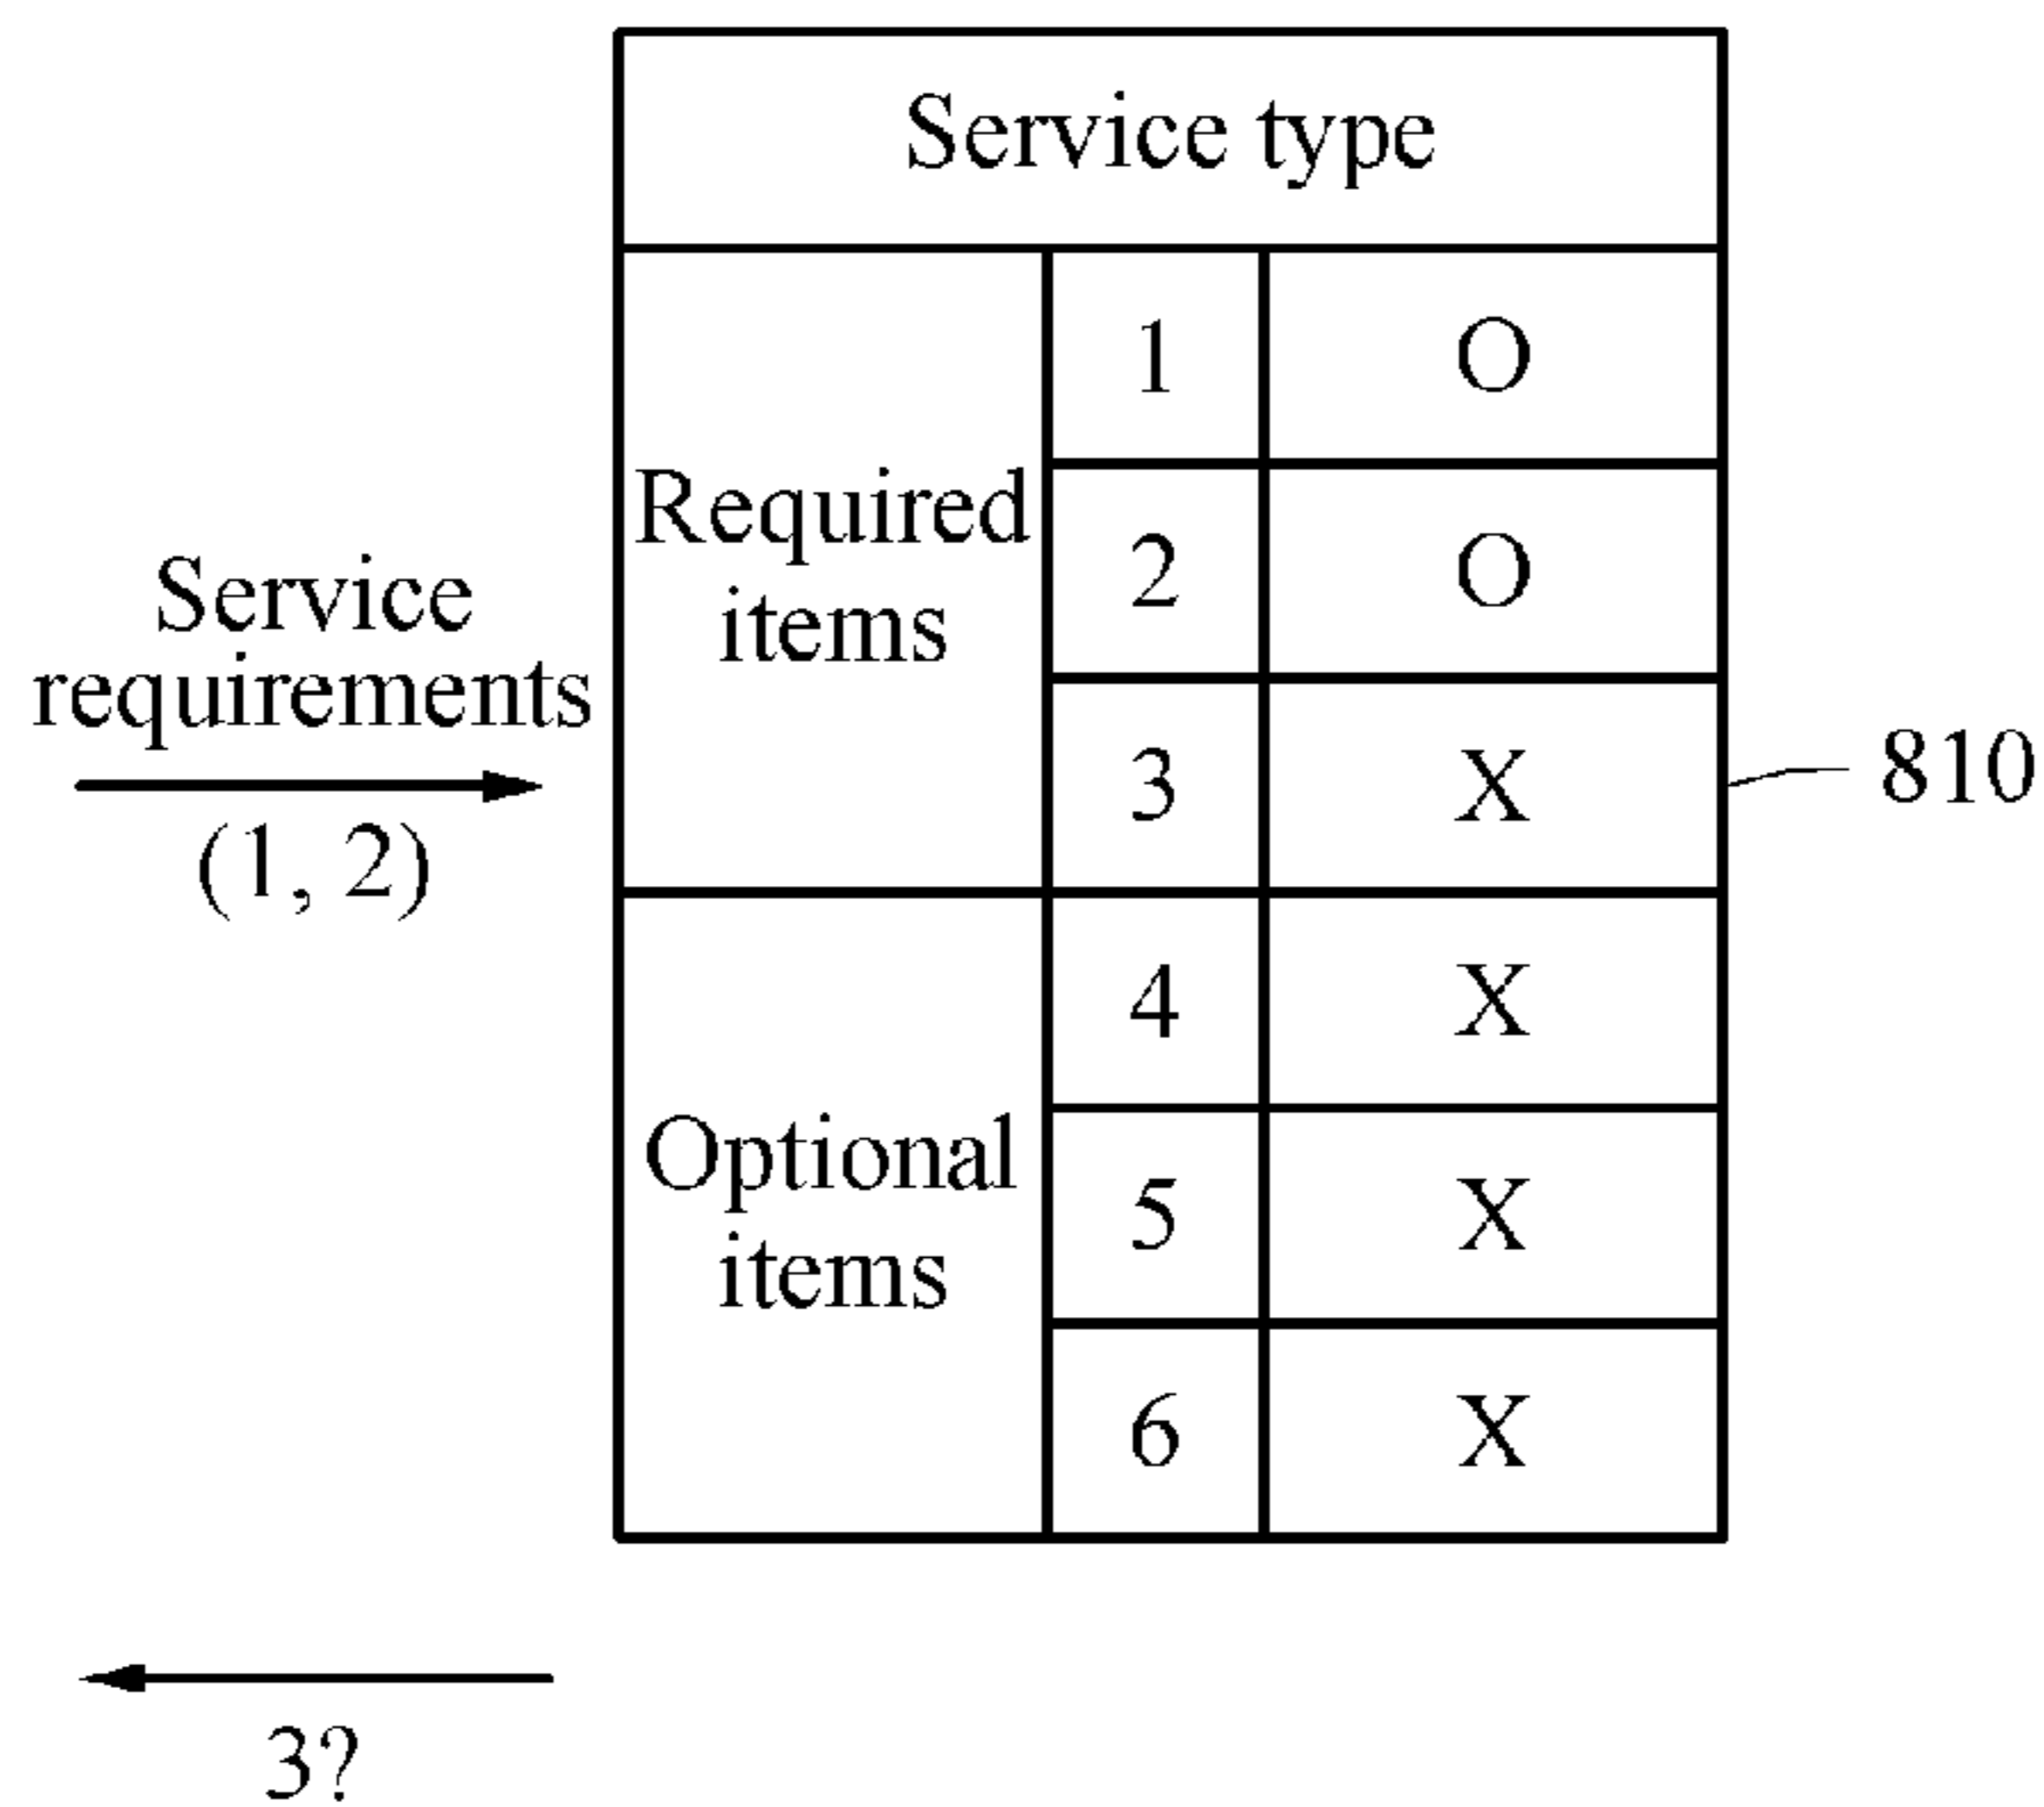 Service type
Service
requirements
(1, 2)
Required
items
1 O
2 O
3 X
Optional
items
4 X
5 X
6 X
810
3?